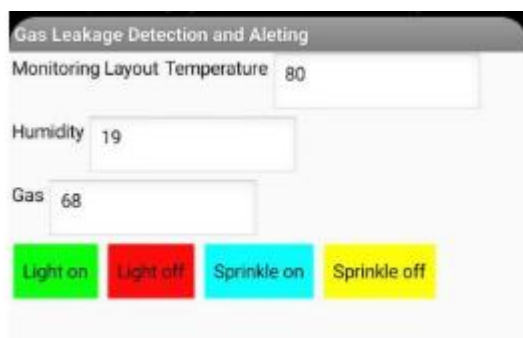 Gas Leakage Detection and Aleting
Monitoring Layout Temperature 80
Humidity 19
Gas 68
Light on Light off Sprinkle on Sprinkle off